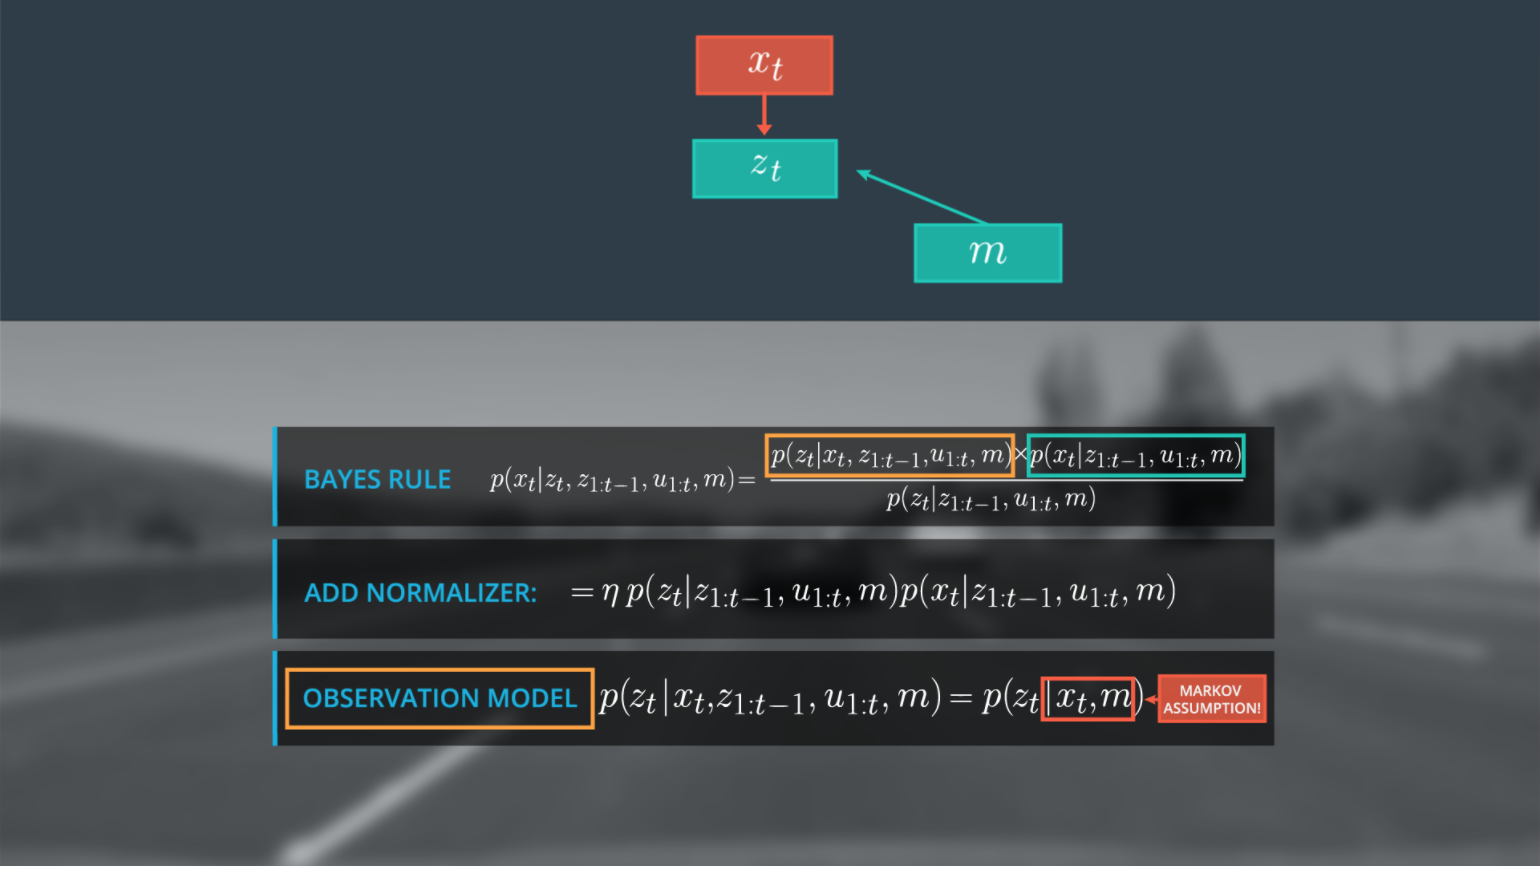 x_t
z_t
m
BAYES RULE p(x_t|z_t, z_{1:t−1}, u_{1:t}, m) = p(z_t|x_t, z_{1:t−1}, u_{1:t}, m) × p(x_t|z_{1:t−1}, u_{1:t}, m)
p(z_t|z_{1:t−1}, u_{1:t}, m)
ADD NORMALIZER: = η p(z_t|z_{1:t−1}, u_{1:t}, m)p(x_t|z_{1:t−1}, u_{1:t}, m)
OBSERVATION MODEL p(z_t|x_t, z_{1:t−1}, u_{1:t}, m) = p(z_t|x_t, m)
MARKOV
ASSUMPTION!